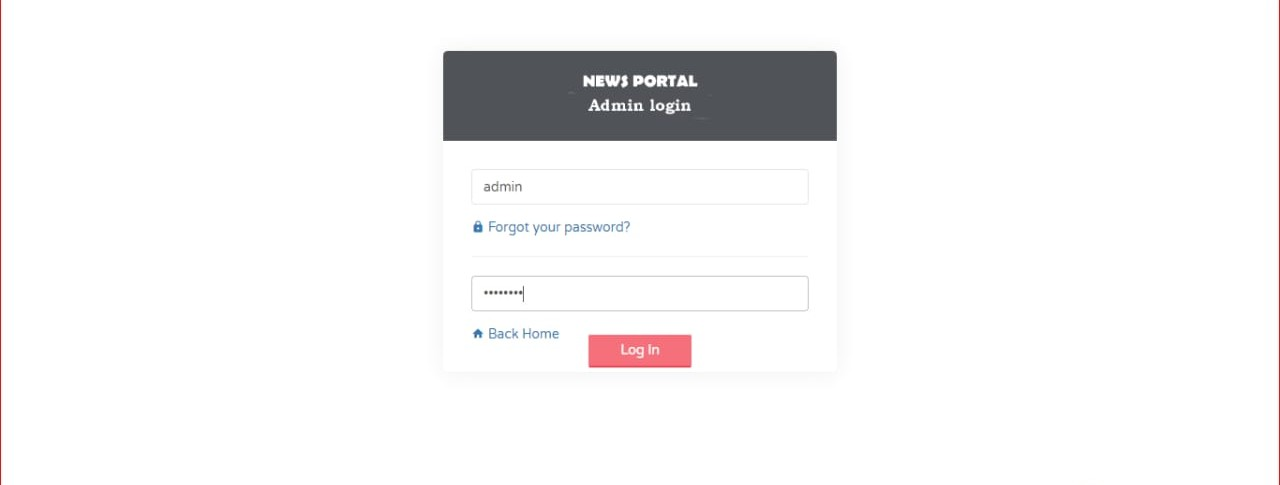 NEWS PORTAL
Admin login
admin
Forgot your password?
••••••••
Back Home
Log In